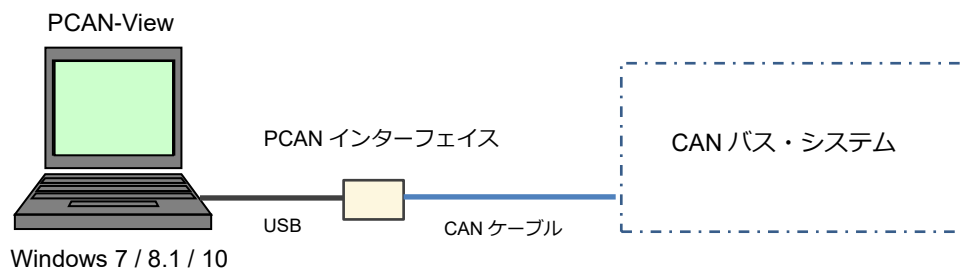 PCAN-View
PCAN インターフェイス
CAN バス・システム
USB
CAN ケーブル
Windows 7 / 8.1 / 10